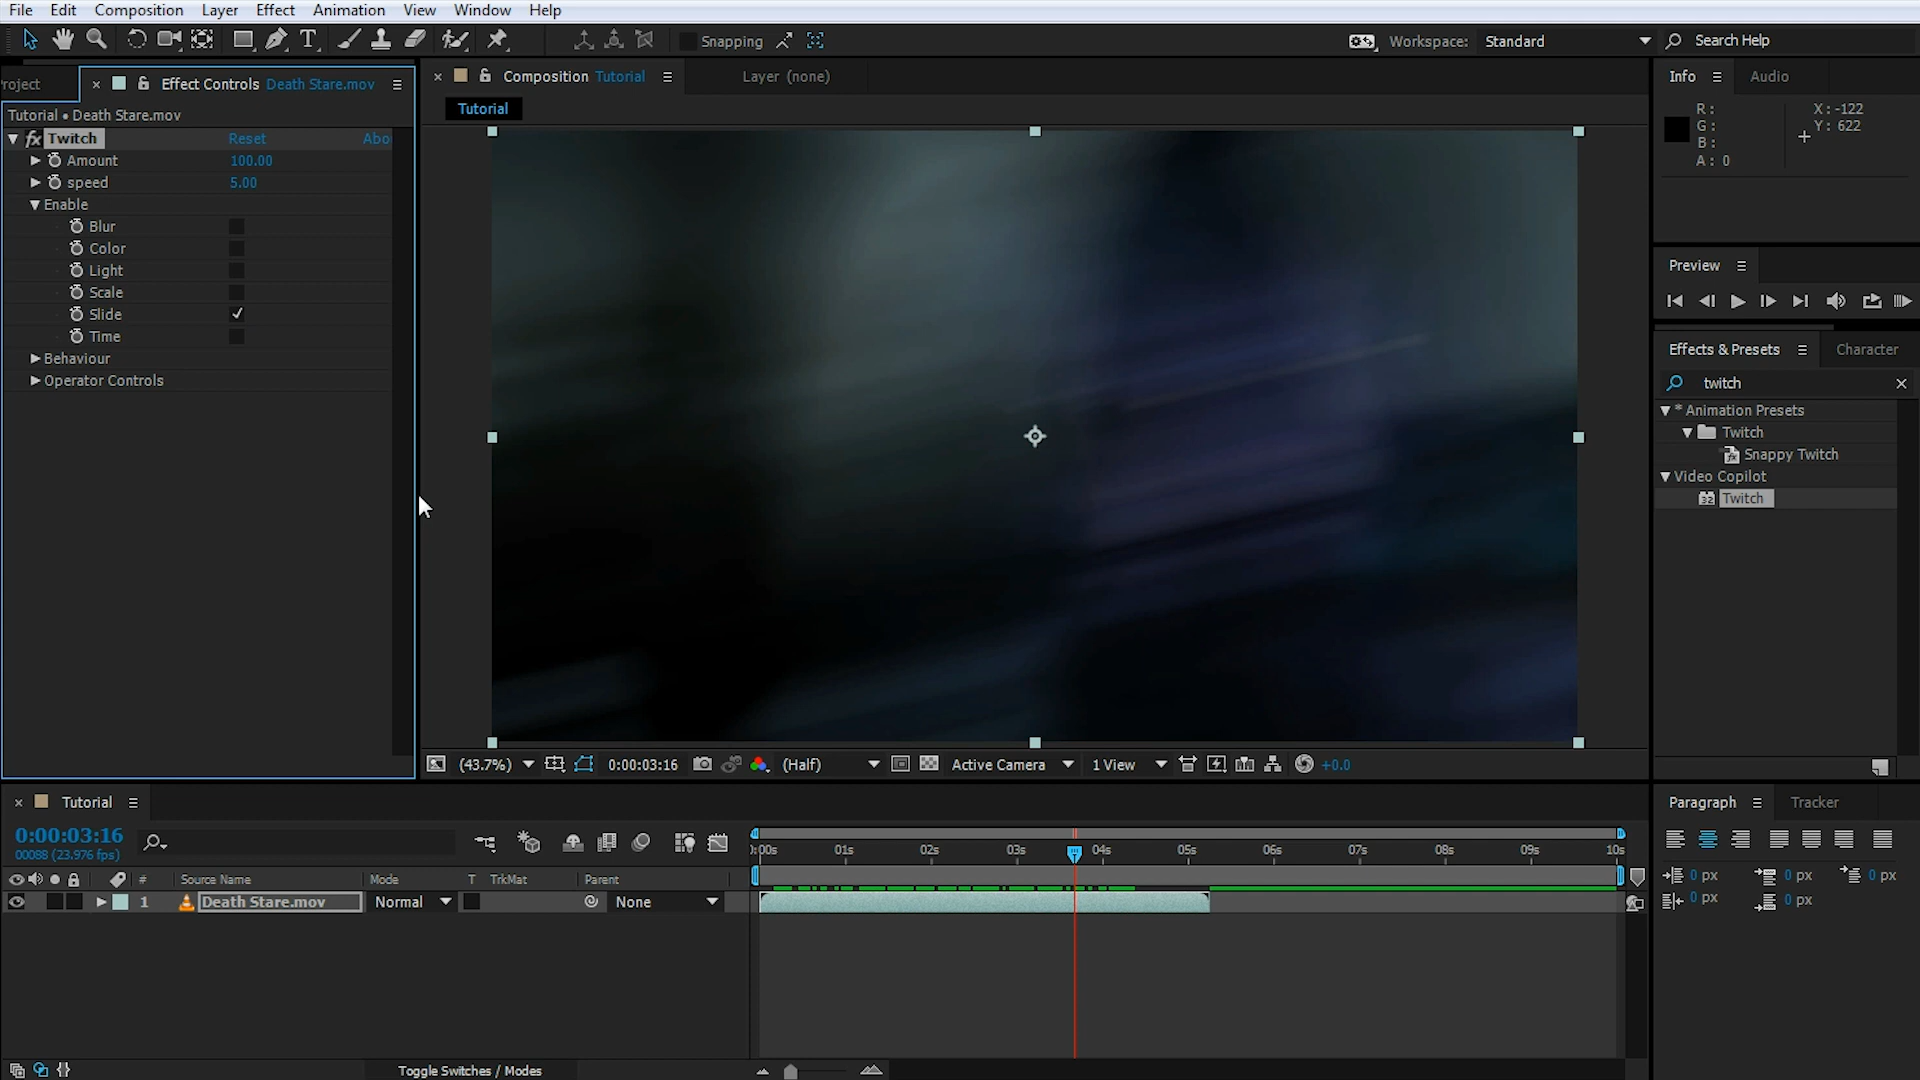 File Edit Composition Layer Effect Animation View Window Help
Snapping
Workspace: Standard
Search Help
roject
× Effect Controls Death Stare.mov
Tutorial • Death Stare.mov
fx Twitch Reset Abo
Amount 100.00
speed 5.00
Enable
Blur
Color
Light
Scale
Slide
Time
Behaviour
Operator Controls
× Composition Tutorial
Layer (none)
Tutorial
(43.7%) 0:00:03:16 (Half) Active Camera 1 View +0.0
Info Audio
R:
G:
B:
A: 0
X: -122
Y: 622
Preview
Effects & Presets Character
twitch
* Animation Presets
Twitch
Snappy Twitch
Video Copilot
32 Twitch
× Tutorial
0:00:03:16
00088 (23.976 fps)
# Source Name Mode T TrkMat Parent
1 Death Stare.mov Normal None
):00s 01s 02s 03s 04s 05s 06s 07s 08s 09s 10s
Toggle Switches / Modes
Paragraph Tracker
0 px 0 px 0 px
0 px 0 px